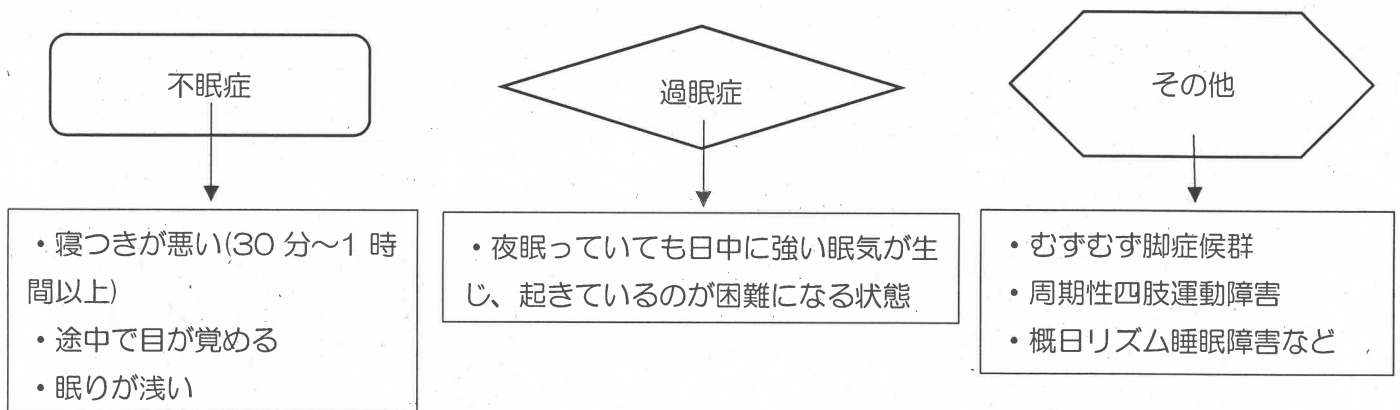 不眠症
過眠症
その他
・寝つきが悪い(30 分～1 時
間以上)
・途中で目が覚める
・眠りが浅い
・夜眠っていても日中に強い眠気が生
じ、起きているのが困難になる状態
・むずむず脚症候群
・周期性四肢運動障害
・概日リズム睡眠障害など